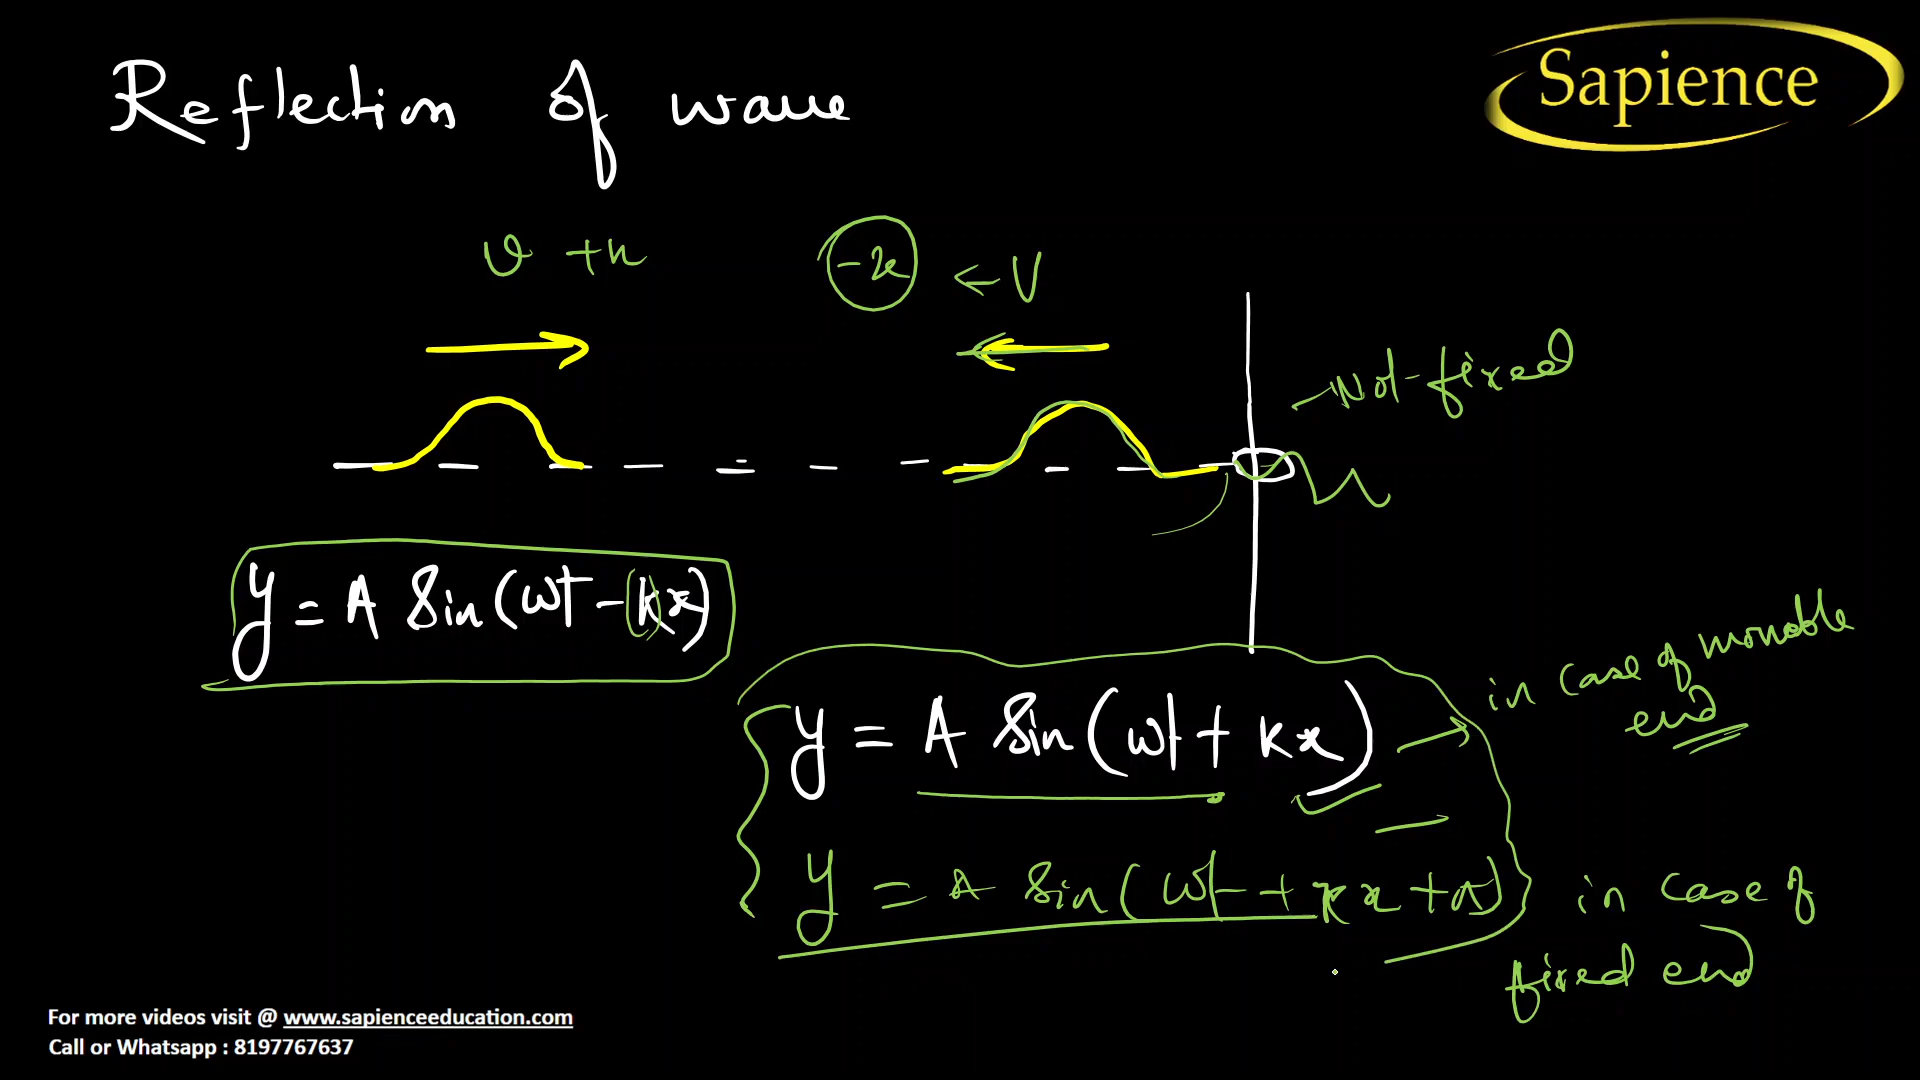 Reflection of wave
Sapience
v +x
-x ← V
Not-fixed
y = A Sin(ωt - kx)
y = A Sin(ωt + kx) → in case of movable end
y = A Sin(ωt + kx + π) in case of fixed end
For more videos visit @ www.sapienceeducation.com
Call or Whatsapp : 8197767637